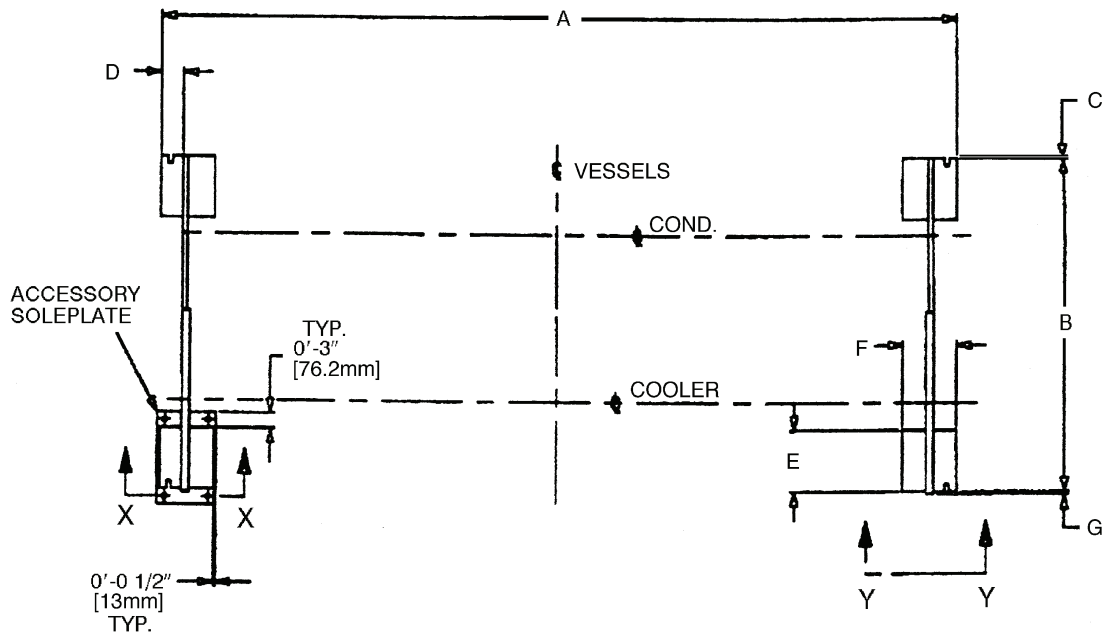 A
D
C
VESSELS
COND.
ACCESSORY
SOLEPLATE
TYP.
0′-3″
[76.2mm]
B
F
COOLER
E
X
X
G
0′-0 1/2″
[13mm]
TYP.
Y
Y